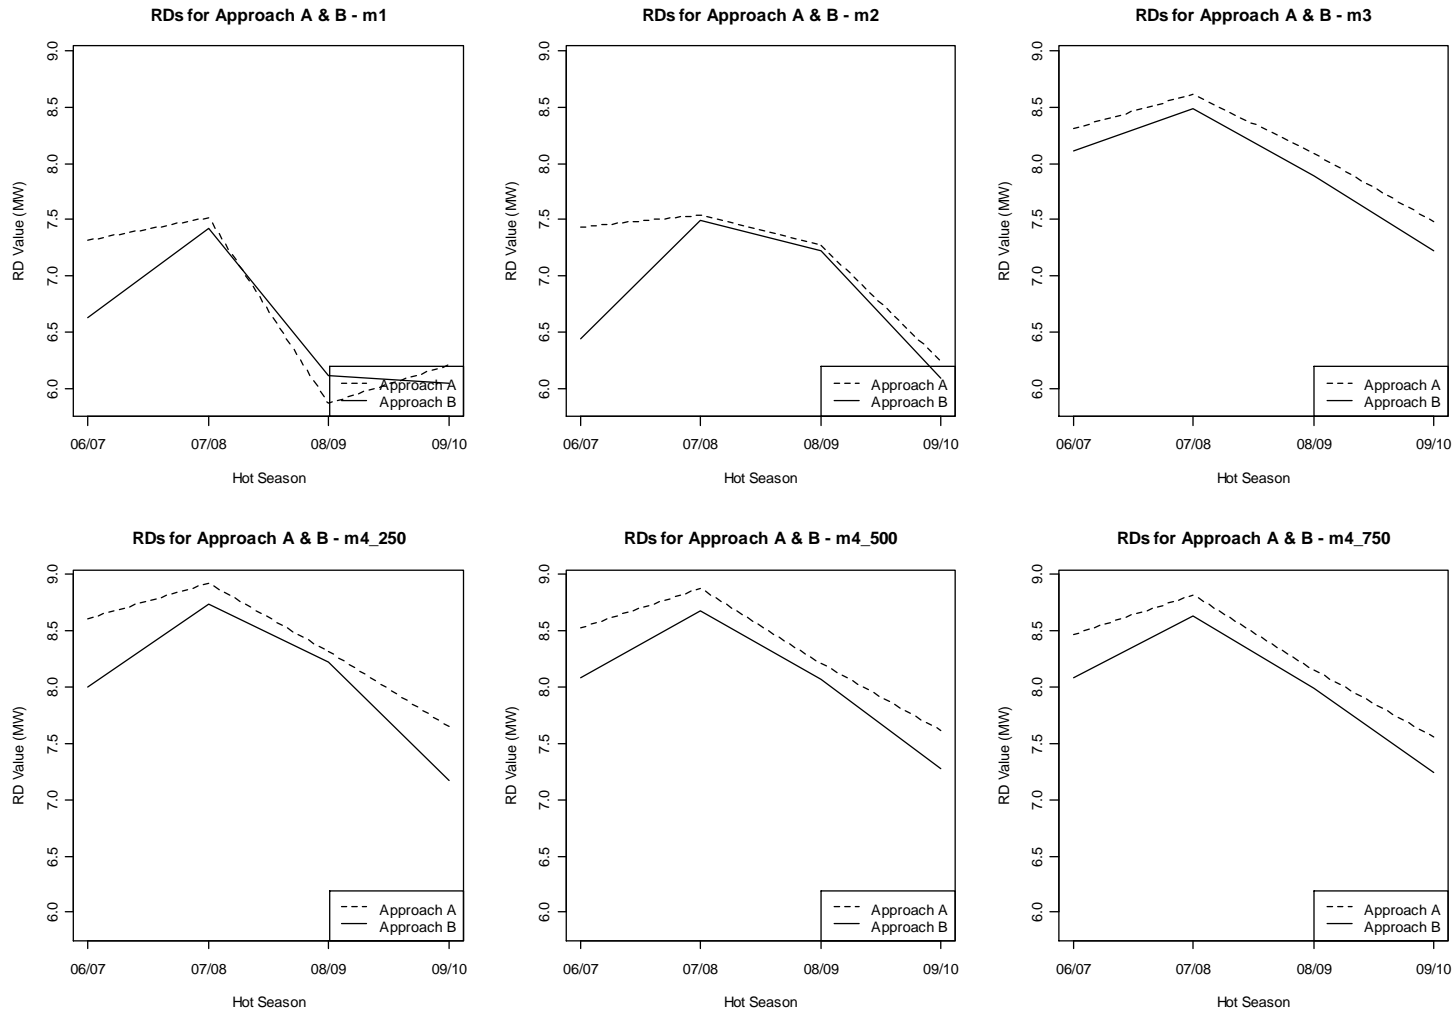 RDs for Approach A & B - m1
RD Value (MW)
9.0
8.5
8.0
7.5
7.0
6.5
6.0
Approach A
Approach B
06/07 07/08 08/09 09/10
Hot Season
RDs for Approach A & B - m2
RD Value (MW)
9.0
8.5
8.0
7.5
7.0
6.5
6.0
Approach A
Approach B
06/07 07/08 08/09 09/10
Hot Season
RDs for Approach A & B - m3
RD Value (MW)
9.0
8.5
8.0
7.5
7.0
6.5
6.0
Approach A
Approach B
06/07 07/08 08/09 09/10
Hot Season
RDs for Approach A & B - m4_250
RD Value (MW)
9.0
8.5
8.0
7.5
7.0
6.5
6.0
Approach A
Approach B
06/07 07/08 08/09 09/10
Hot Season
RDs for Approach A & B - m4_500
RD Value (MW)
9.0
8.5
8.0
7.5
7.0
6.5
6.0
Approach A
Approach B
06/07 07/08 08/09 09/10
Hot Season
RDs for Approach A & B - m4_750
RD Value (MW)
9.0
8.5
8.0
7.5
7.0
6.5
6.0
Approach A
Approach B
06/07 07/08 08/09 09/10
Hot Season